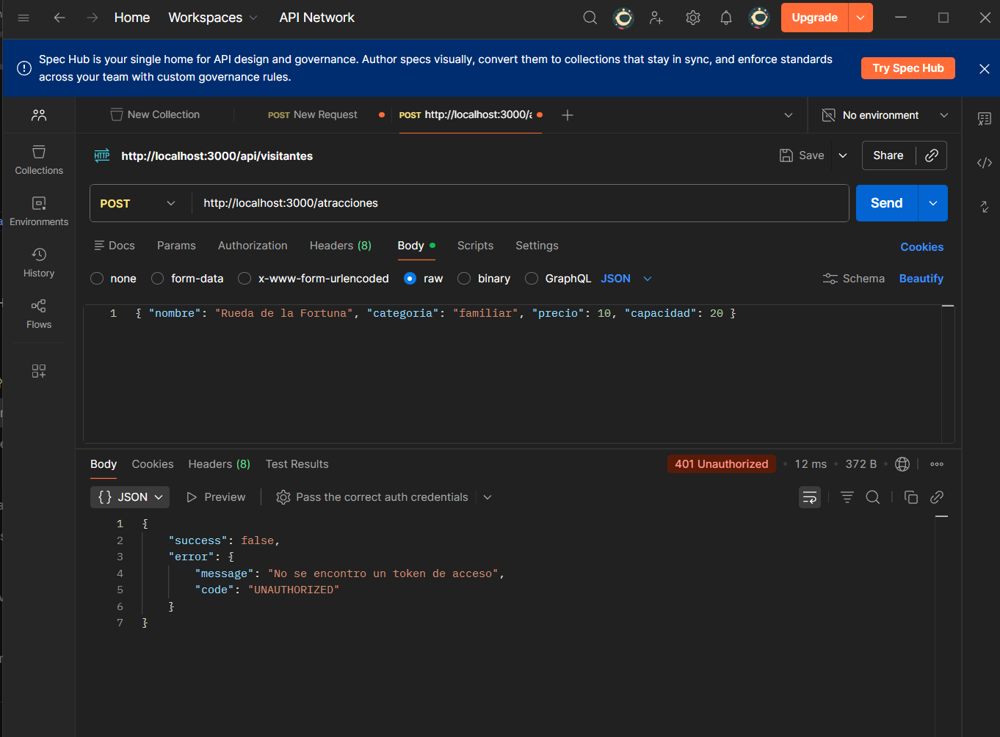 Home Workspaces API Network Upgrade
Spec Hub is your single home for API design and governance. Author specs visually, convert them to collections that stay in sync, and enforce standards
across your team with custom governance rules.
Try Spec Hub
New Collection POST New Request POST http://localhost:3000/a No environment
http://localhost:3000/api/visitantes Save Share
Collections
Environments
History
Flows
POST http://localhost:3000/atracciones Send
Docs Params Authorization Headers (8) Body Scripts Settings Cookies
none form-data x-www-form-urlencoded raw binary GraphQL JSON Schema Beautify
1 { "nombre": "Rueda de la Fortuna", "categoria": "familiar", "precio": 10, "capacidad": 20 }
Body Cookies Headers (8) Test Results 401 Unauthorized • 12 ms • 372 B •
{} JSON Preview Pass the correct auth credentials
1 {
2 "success": false,
3 "error": {
4 "message": "No se encontro un token de acceso",
5 "code": "UNAUTHORIZED"
6 }
7 }